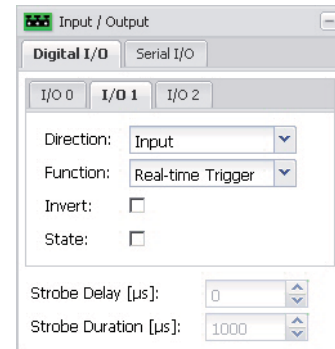 Input / Output
Digital I/O Serial I/O
I/O 0 I/O 1 I/O 2
Direction: Input
Function: Real-time Trigger
Invert:
State:
Strobe Delay [µs]: 0
Strobe Duration [µs]: 1000